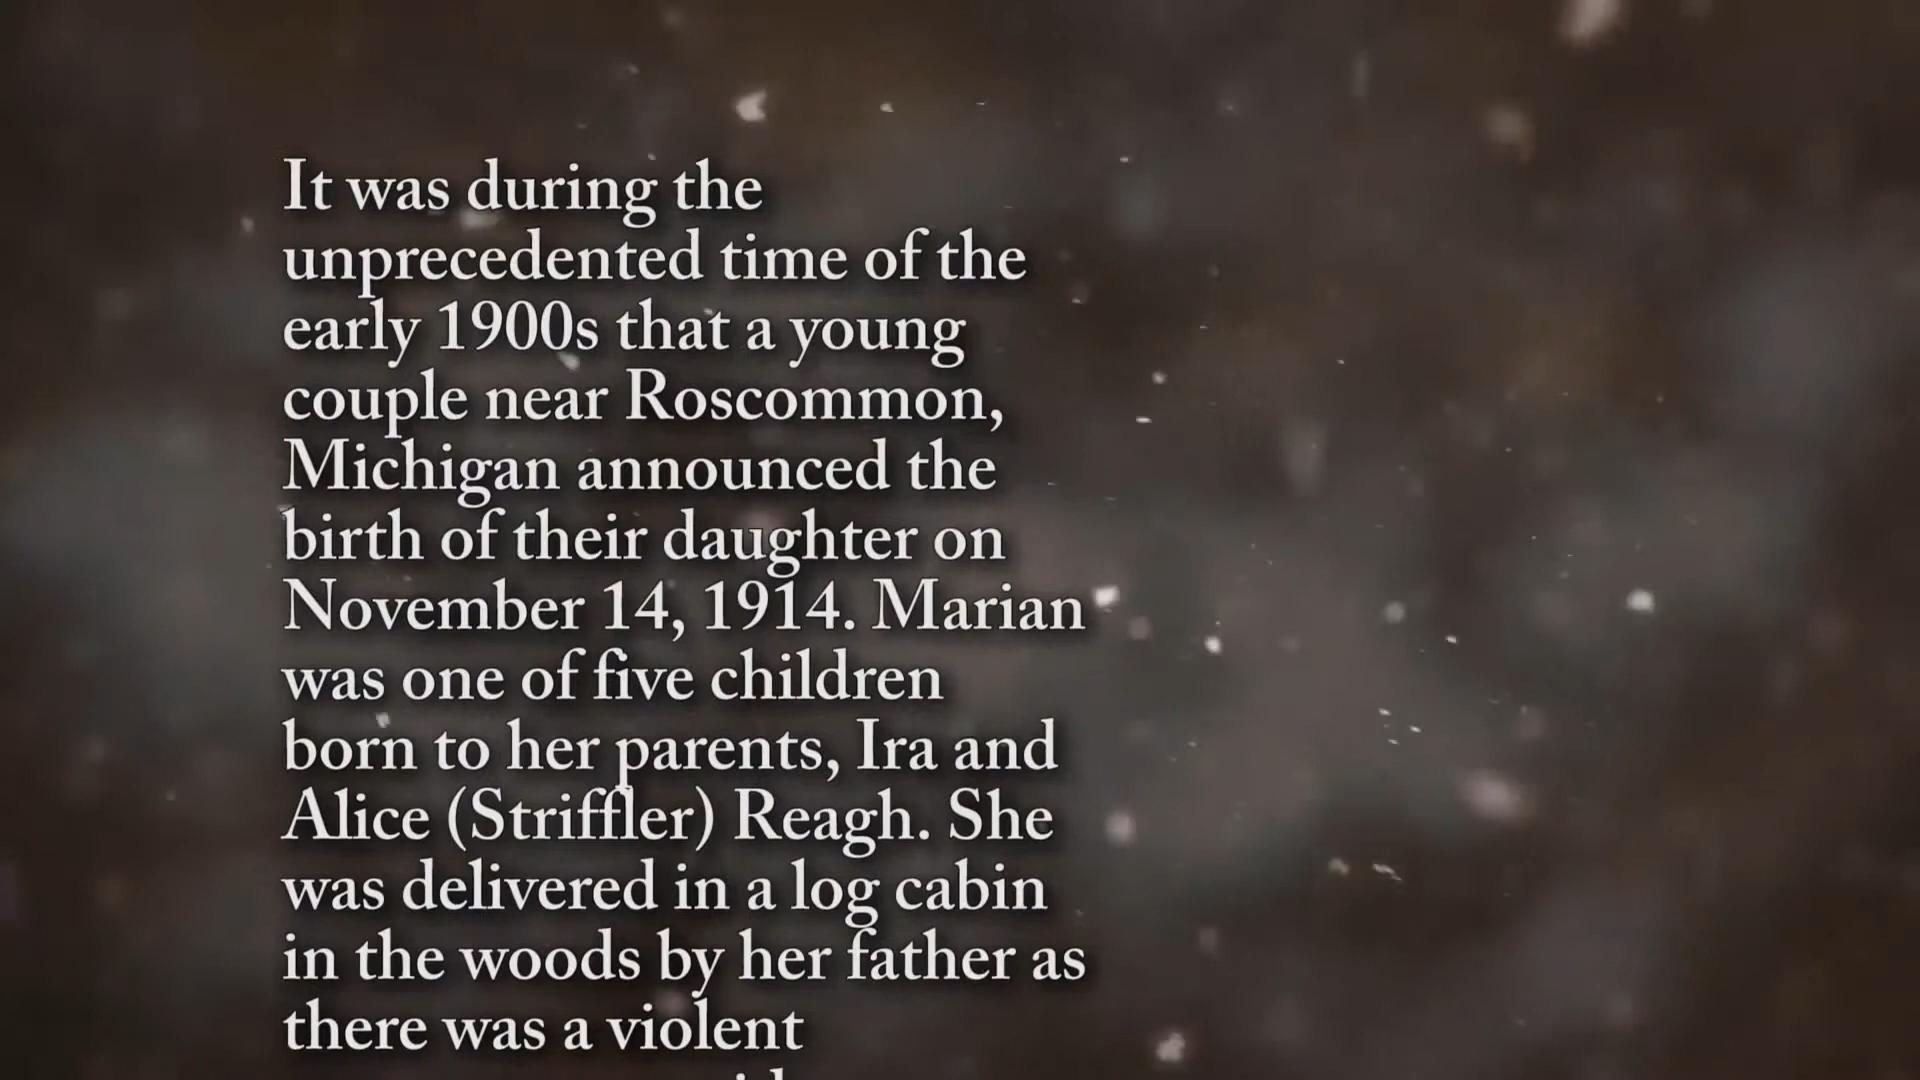 It was during the
unprecedented time of the
early 1900s that a young
couple near Roscommon,
Michigan announced the
birth of their daughter on
November 14, 1914. Marian
was one of five children
born to her parents, Ira and
Alice (Striffler) Reagh. She
was delivered in a log cabin
in the woods by her father as
there was a violent